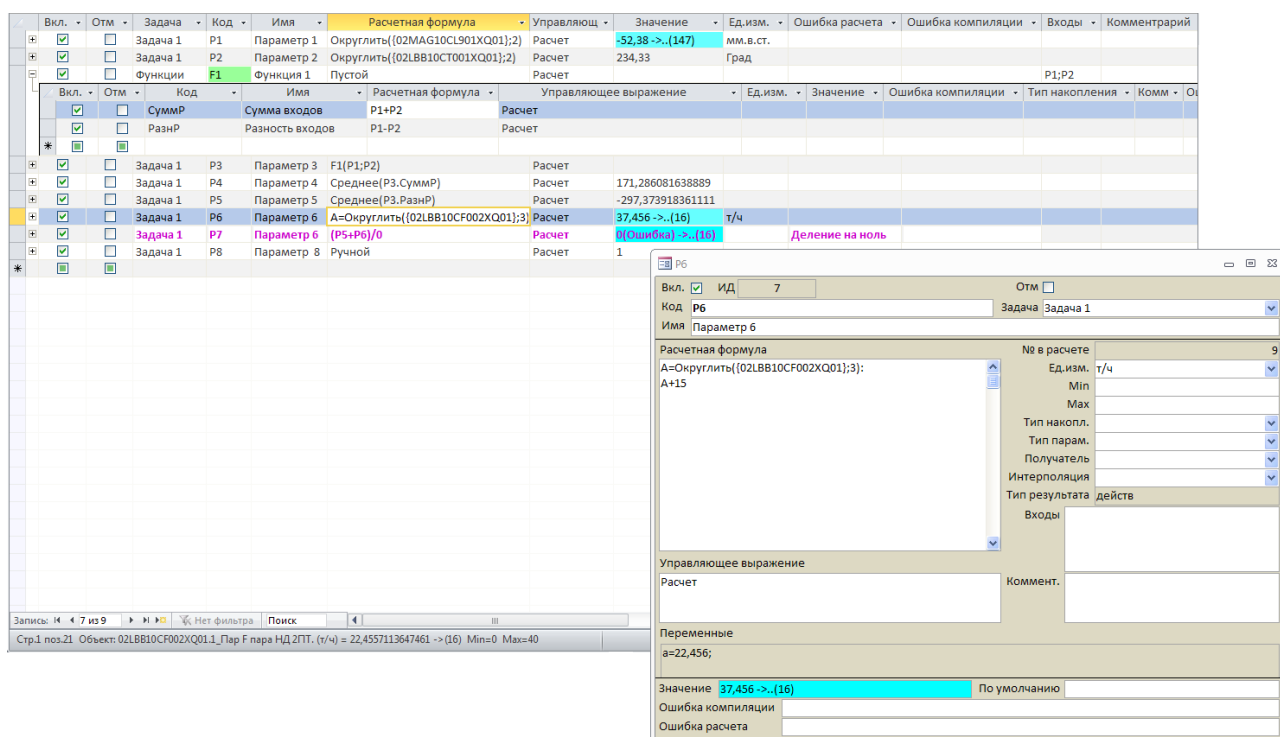 Вкл. Отм Задача Код Имя Расчетная формула Управляющ Значение Ед.изм. Ошибка расчета Ошибка компиляции Входы Комментрарий
Задача 1 P1 Параметр 1 Округлить({02MAG10CL901XQ01};2) Расчет -52,38 ->..(147) мм.в.ст.
Задача 1 P2 Параметр 2 Округлить({02LBB10CT001XQ01};2) Расчет 234,33 Град
Функции F1 Функция 1 Пустой Расчет P1;P2
Вкл. Отм Код Имя Расчетная формула Управляющее выражение Ед.изм. Значение Ошибка компиляции Тип накопления Комм
СуммР Сумма входов P1+P2 Расчет
РазнР Разность входов P1-P2 Расчет
Задача 1 P3 Параметр 3 F1(P1;P2) Расчет
Задача 1 P4 Параметр 4 Среднее(P3.СуммР) Расчет 171,286081638889
Задача 1 P5 Параметр 5 Среднее(P3.РазнР) Расчет -297,373918361111
Задача 1 P6 Параметр 6 A=Округлить({02LBB10CF002XQ01};3) Расчет 37,456 ->..(16) т/ч
Задача 1 P7 Параметр 6 (P5+P6)/0 Расчет 0(Ошибка) ->..(16) Деление на ноль
Задача 1 P8 Параметр 8 Ручной Расчет 1
P6
Вкл. ИД 7 Отм
Код P6 Задача Задача 1
Имя Параметр 6
Расчетная формула № в расчете 9
A=Округлить({02LBB10CF002XQ01};3): Ед.изм. т/ч
A+15 Min
Max
Тип накопл.
Тип парам.
Получатель
Интерполяция
Тип результата действ
Входы
Управляющее выражение
Расчет Коммент.
Переменные
a=22,456;
Значение 37,456 ->..(16) По умолчанию
Ошибка компиляции
Ошибка расчета
Запись: 7 из 9 Нет фильтра Поиск
Стр.1 поз.21 Объект: 02LBB10CF002XQ01.1_Пар F пара НД 2ПТ. (т/ч) = 22,4557113647461 ->(16) Min=0 Max=40